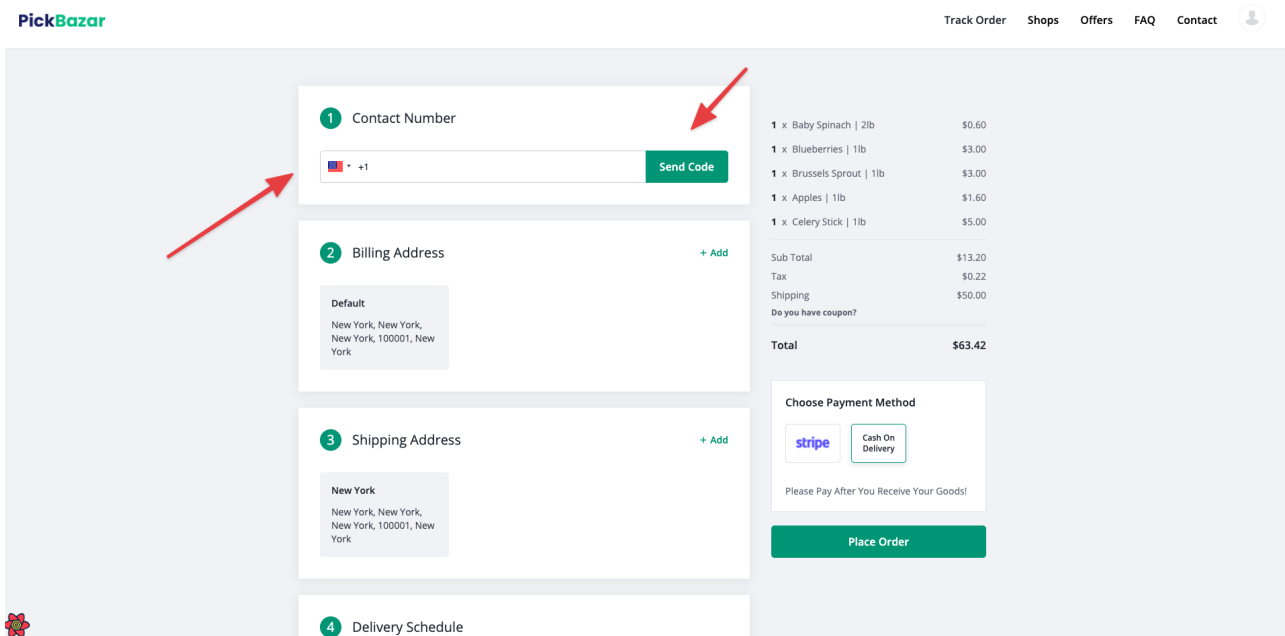 PickBazar
Track Order Shops Offers FAQ Contact
1 Contact Number
+1 Send Code
2 Billing Address + Add
Default
New York, New York,
New York, 100001, New
York
3 Shipping Address + Add
New York
New York, New York,
New York, 100001, New
York
4 Delivery Schedule
1 x Baby Spinach | 2lb $0.60
1 x Blueberries | 1lb $3.00
1 x Brussels Sprout | 1lb $3.00
1 x Apples | 1lb $1.60
1 x Celery Stick | 1lb $5.00
Sub Total $13.20
Tax $0.22
Shipping $50.00
Do you have coupon?
Total $63.42
Choose Payment Method
stripe
Cash On
Delivery
Please Pay After You Receive Your Goods!
Place Order